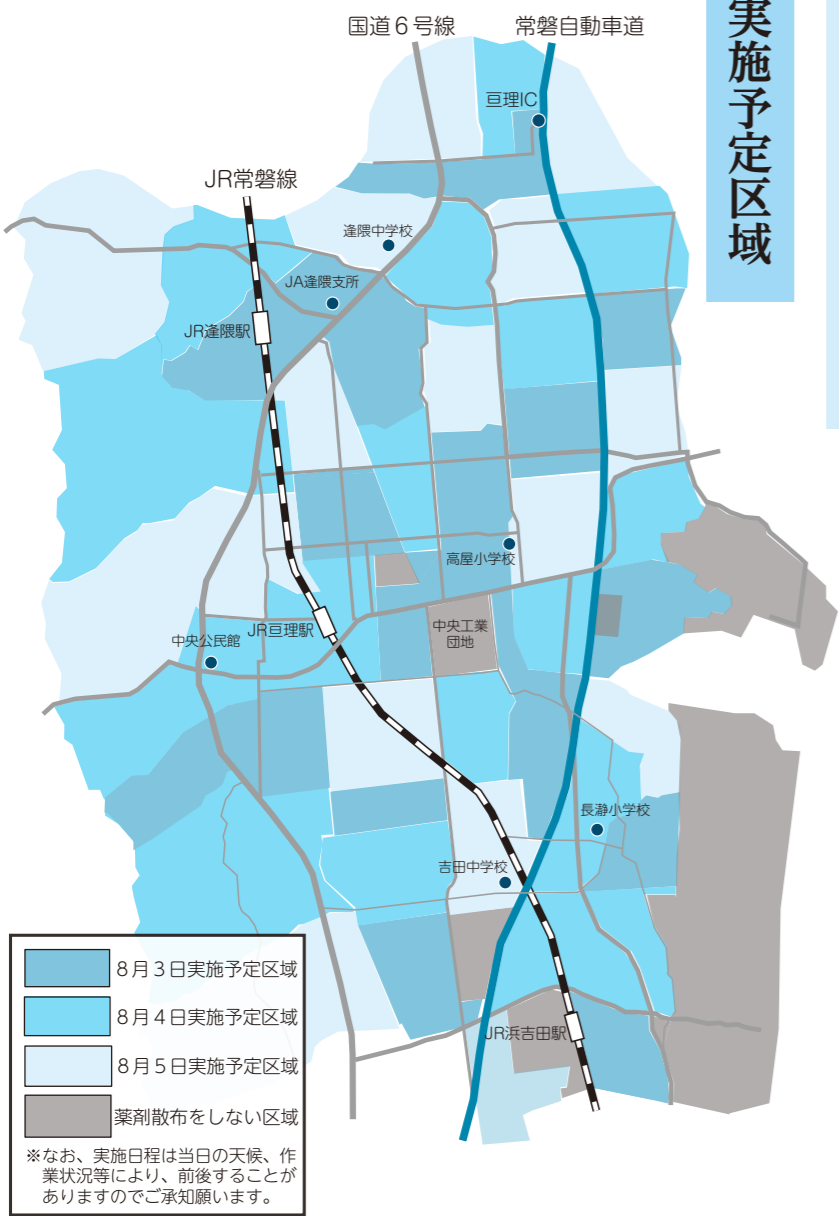 実施予定区域
国道6号線
常磐自動車道
亘理IC
JR常磐線
逢隈中学校
JA逢隈支所
JR逢隈駅
高屋小学校
中央工業
団地
JR亘理駅
中央公民館
長瀞小学校
吉田中学校
JR浜吉田駅
8月3日実施予定区域
8月4日実施予定区域
8月5日実施予定区域
薬剤散布をしない区域
※なお、実施日程は当日の天候、作
業状況等により、前後することが
ありますのでご承知願います。